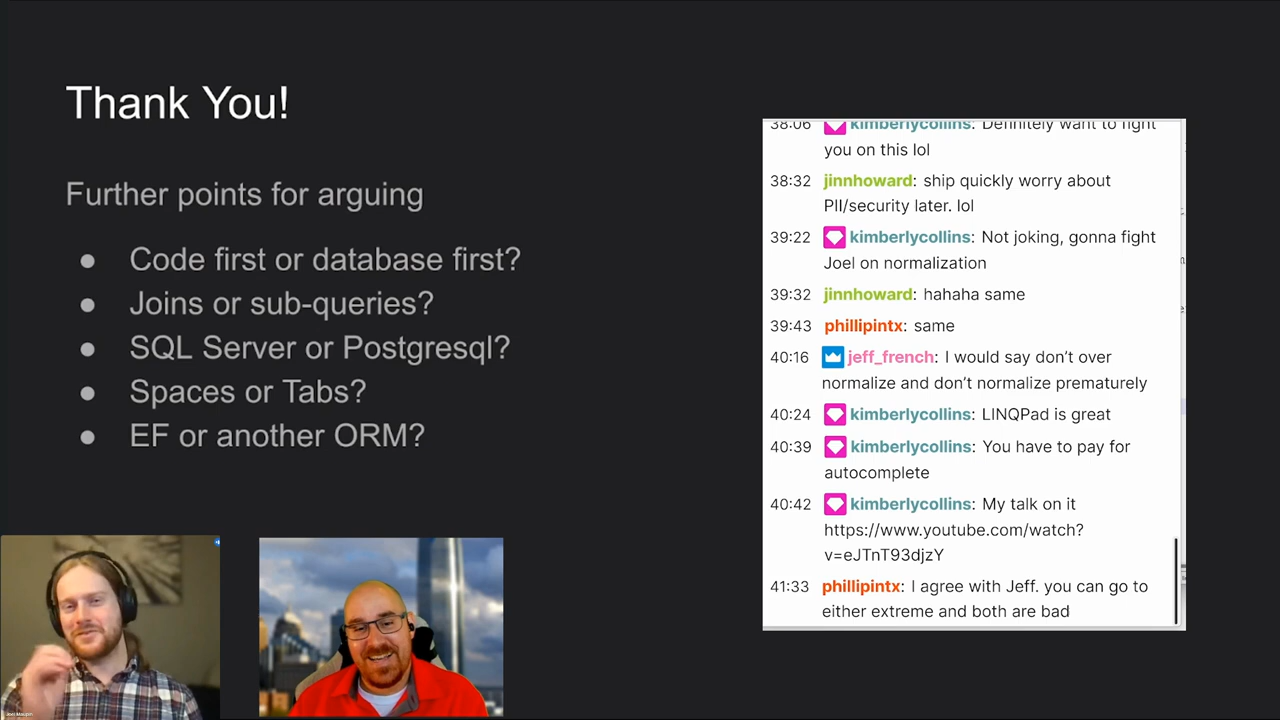 Thank You!
Further points for arguing
● Code first or database first?
● Joins or sub-queries?
● SQL Server or Postgresql?
● Spaces or Tabs?
● EF or another ORM?
38:06 kimberlycollins: Definitely want to fight
you on this lol
38:32 jinnhoward: ship quickly worry about
PII/security later. lol
39:22 kimberlycollins: Not joking, gonna fight
Joel on normalization
39:32 jinnhoward: hahaha same
39:43 phillipintx: same
40:16 jeff_french: I would say don’t over
normalize and don’t normalize prematurely
40:24 kimberlycollins: LINQPad is great
40:39 kimberlycollins: You have to pay for
autocomplete
40:42 kimberlycollins: My talk on it
https://www.youtube.com/watch?
v=eJTnT93djzY
41:33 phillipintx: I agree with Jeff. you can go to
either extreme and both are bad